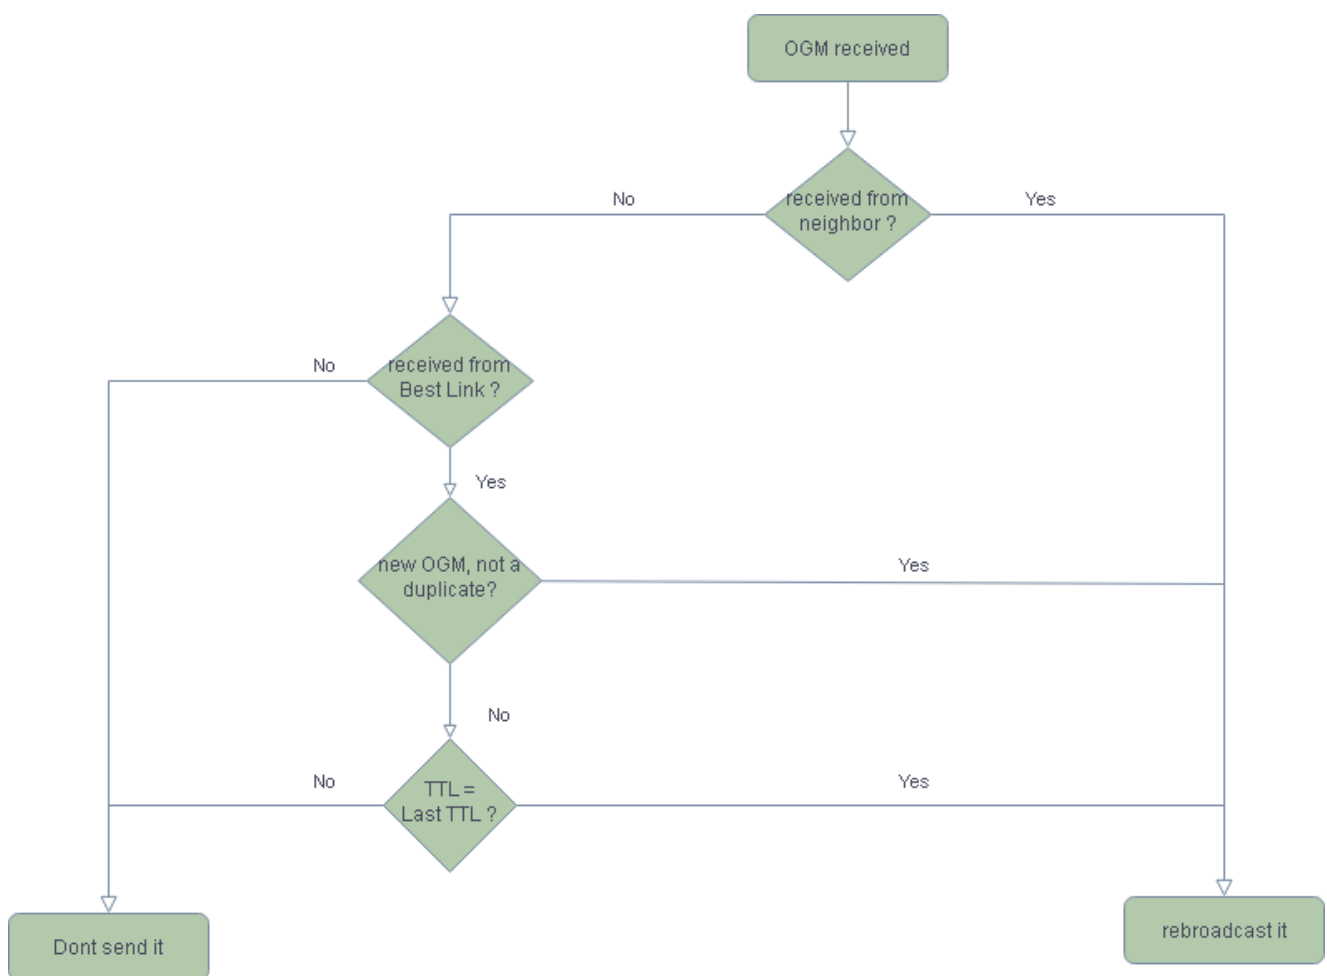 OGM received
No
received from
neighbor ?
Yes
No
received from
Best Link ?
Yes
new OGM, not a
duplicate?
Yes
No
No
TTL =
Last TTL ?
Yes
Dont send it
rebroadcast it